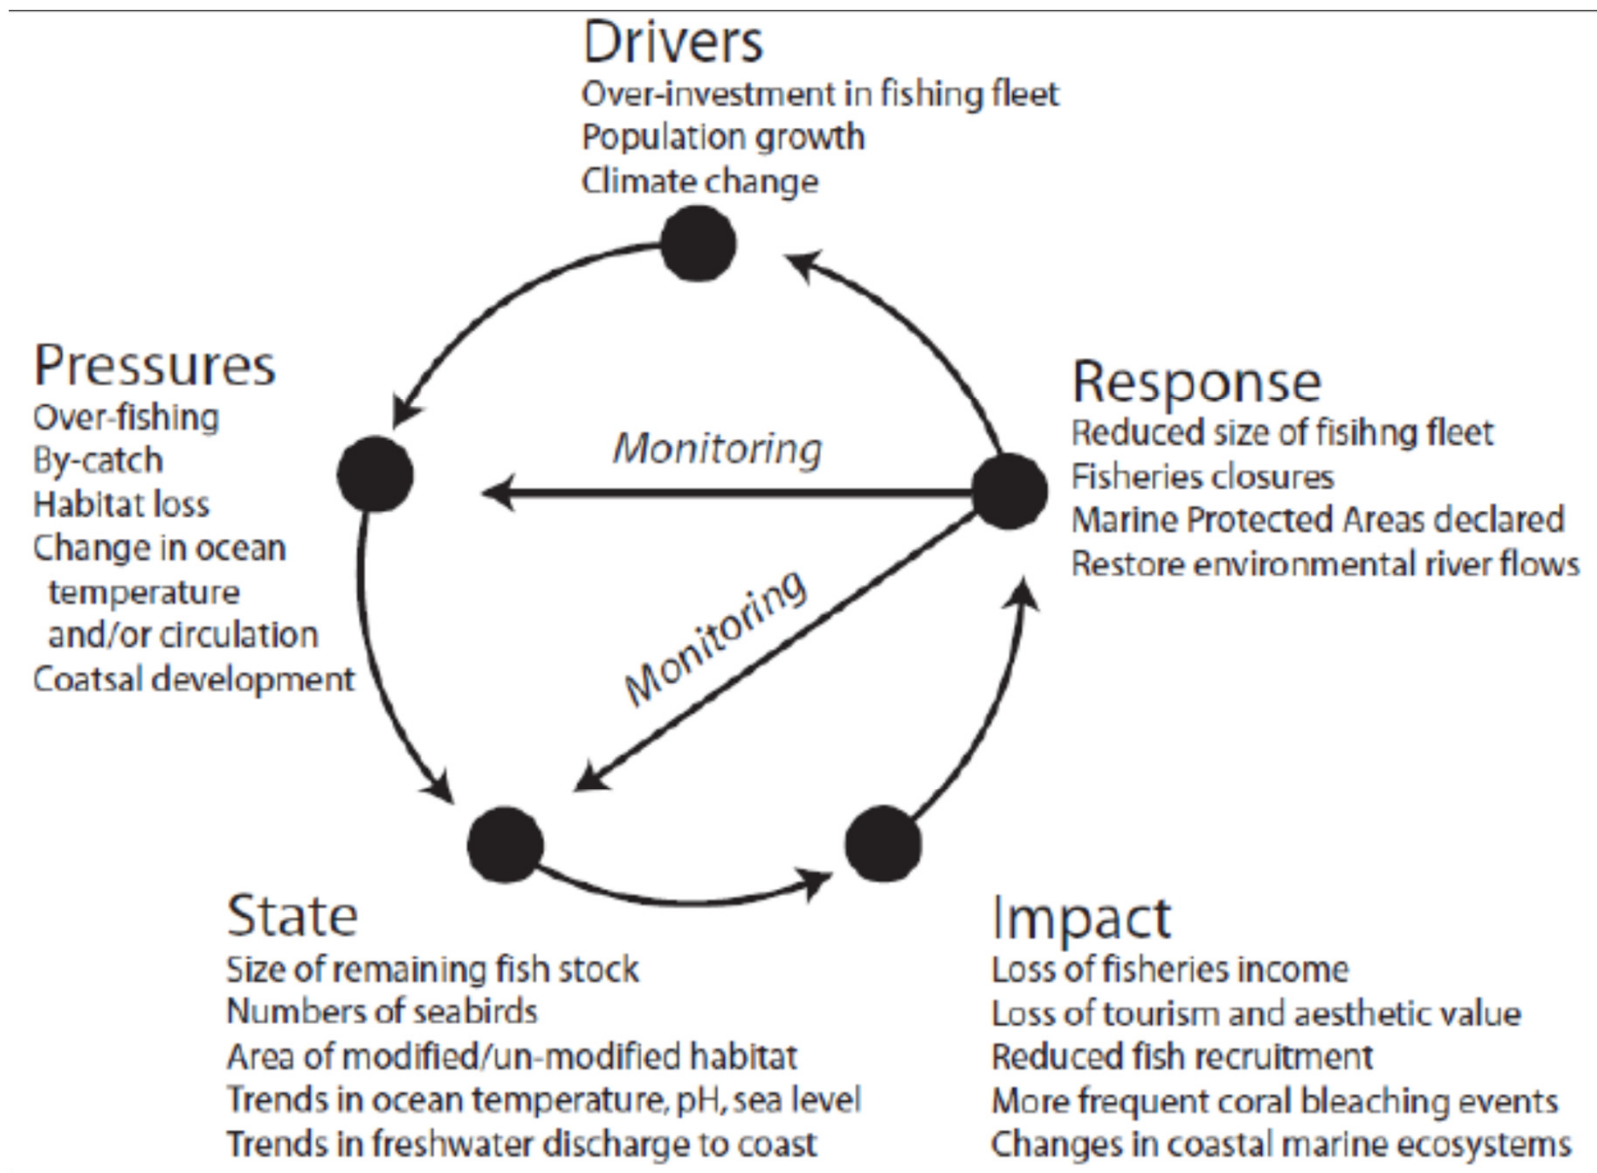 Drivers
Over-investment in fishing fleet
Population growth
Climate change
Pressures
Over-fishing
By-catch
Habitat loss
Change in ocean
temperature
and/or circulation
Coatsal development
Monitoring
Monitoring
Response
Reduced size of fisihng fleet
Fisheries closures
Marine Protected Areas declared
Restore environmental river flows
State
Size of remaining fish stock
Numbers of seabirds
Area of modified/un-modified habitat
Trends in ocean temperature, pH, sea level
Trends in freshwater discharge to coast
Impact
Loss of fisheries income
Loss of tourism and aesthetic value
Reduced fish recruitment
More frequent coral bleaching events
Changes in coastal marine ecosystems